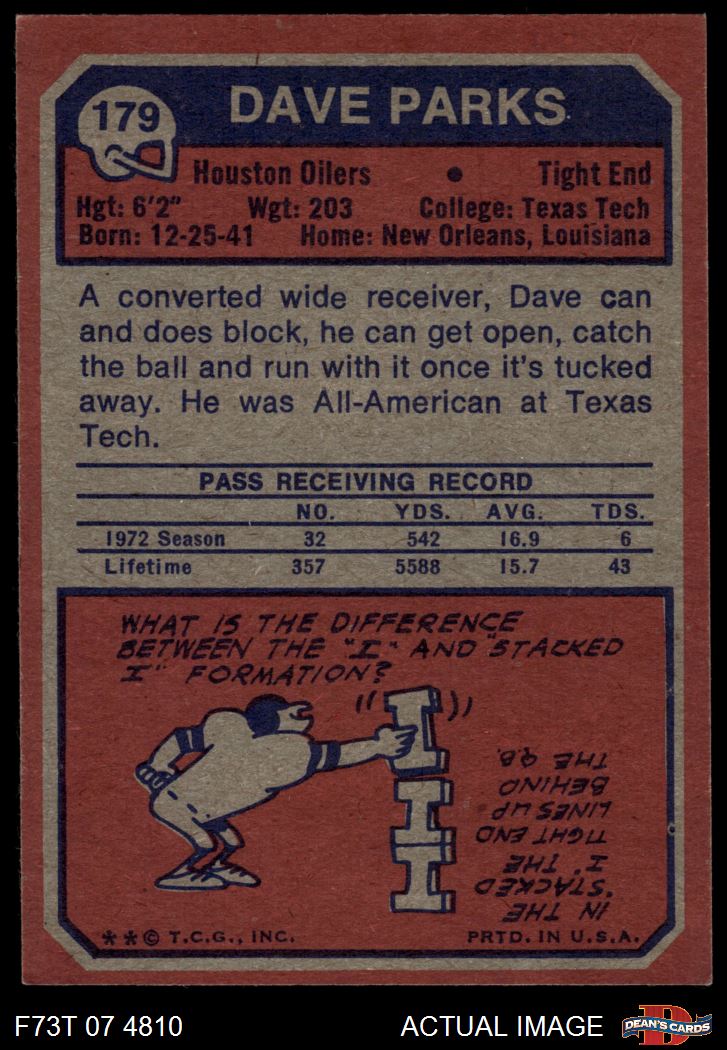 179
DAVE PARKS
Houston Oilers • Tight End
Hgt: 6'2" Wgt: 203 College: Texas Tech
Born: 12-25-41 Home: New Orleans, Louisiana
A converted wide receiver, Dave can
and does block, he can get open, catch
the ball and run with it once it's tucked
away. He was All-American at Texas
Tech.
PASS RECEIVING RECORD
NO. YDS. AVG. TDS.
1972 Season 32 542 16.9 6
Lifetime 357 5588 15.7 43
WHAT IS THE DIFFERENCE
BETWEEN THE "I" AND "STACKED
I" FORMATION?
I
I
I
IN THE
"STACKED
I," THE
TIGHT END
LINES UP
BEHIND
THE Q.B.
**© T.C.G., INC. PRTD. IN U.S.A.
F73T 07 4810 ACTUAL IMAGE
D
DEAN'S CARDS